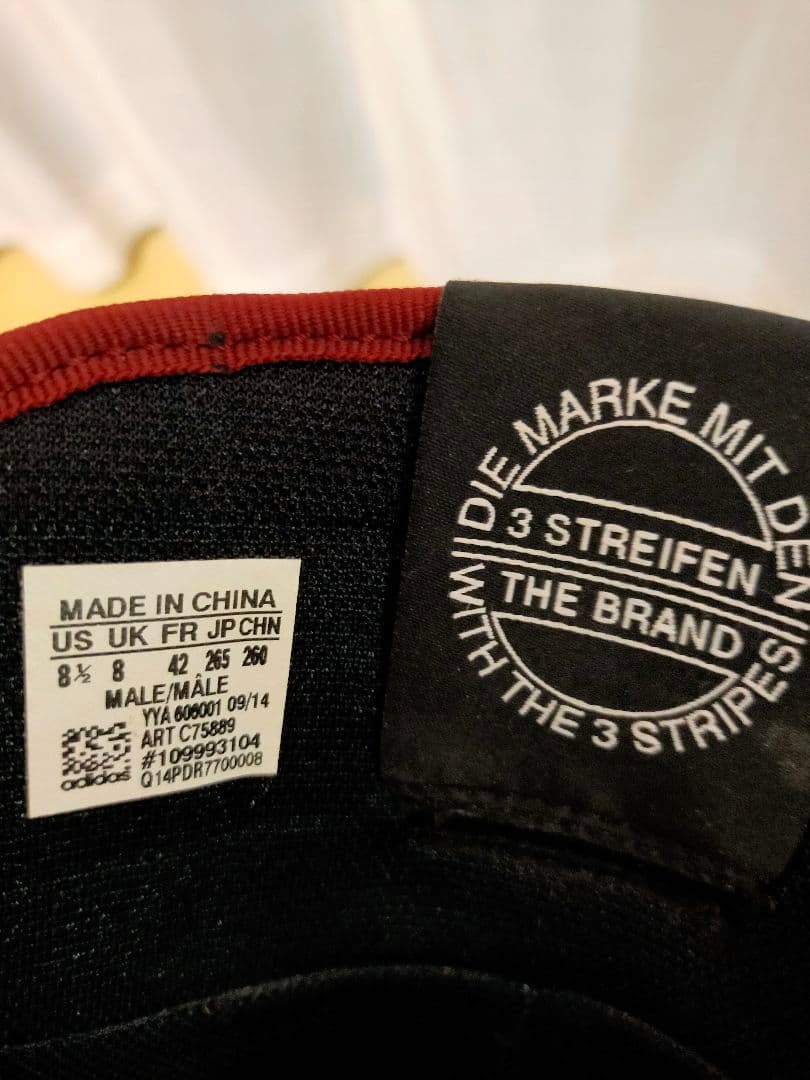 MADE IN CHINA
US UK FR JP CHN
8½ 8 42 265 260
MALE/MÂLE
YYA 606001 09/14
ART C75889
#109993104
Q14PDR7700008
adidas
DIE MARKE MIT DEN
3 STREIFEN
THE BRAND
WITH THE 3 STRIPES